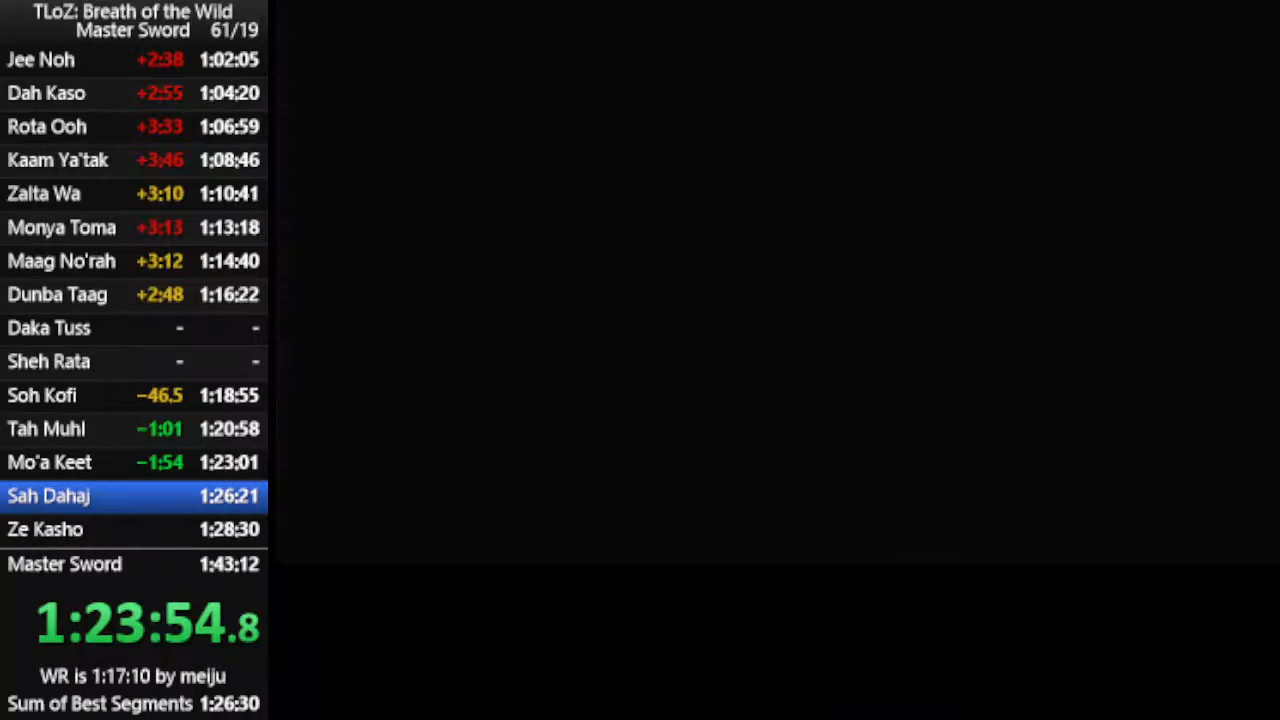 TLoZ: Breath of the Wild
Master Sword 61/19
Jee Noh +2:38 1:02:05
Dah Kaso +2:55 1:04:20
Rota Ooh +3:33 1:06:59
Kaam Ya'tak +3:46 1:08:46
Zalta Wa +3:10 1:10:41
Monya Toma +3:13 1:13:18
Maag No'rah +3:12 1:14:40
Dunba Taag +2:48 1:16:22
Daka Tuss - -
Sheh Rata - -
Soh Kofi −46.5 1:18:55
Tah Muhl −1:01 1:20:58
Mo'a Keet −1:54 1:23:01
Sah Dahaj 1:26:21
Ze Kasho 1:28:30
Master Sword 1:43:12
1:23:54.8
WR is 1:17:10 by meiju
Sum of Best Segments 1:26:30